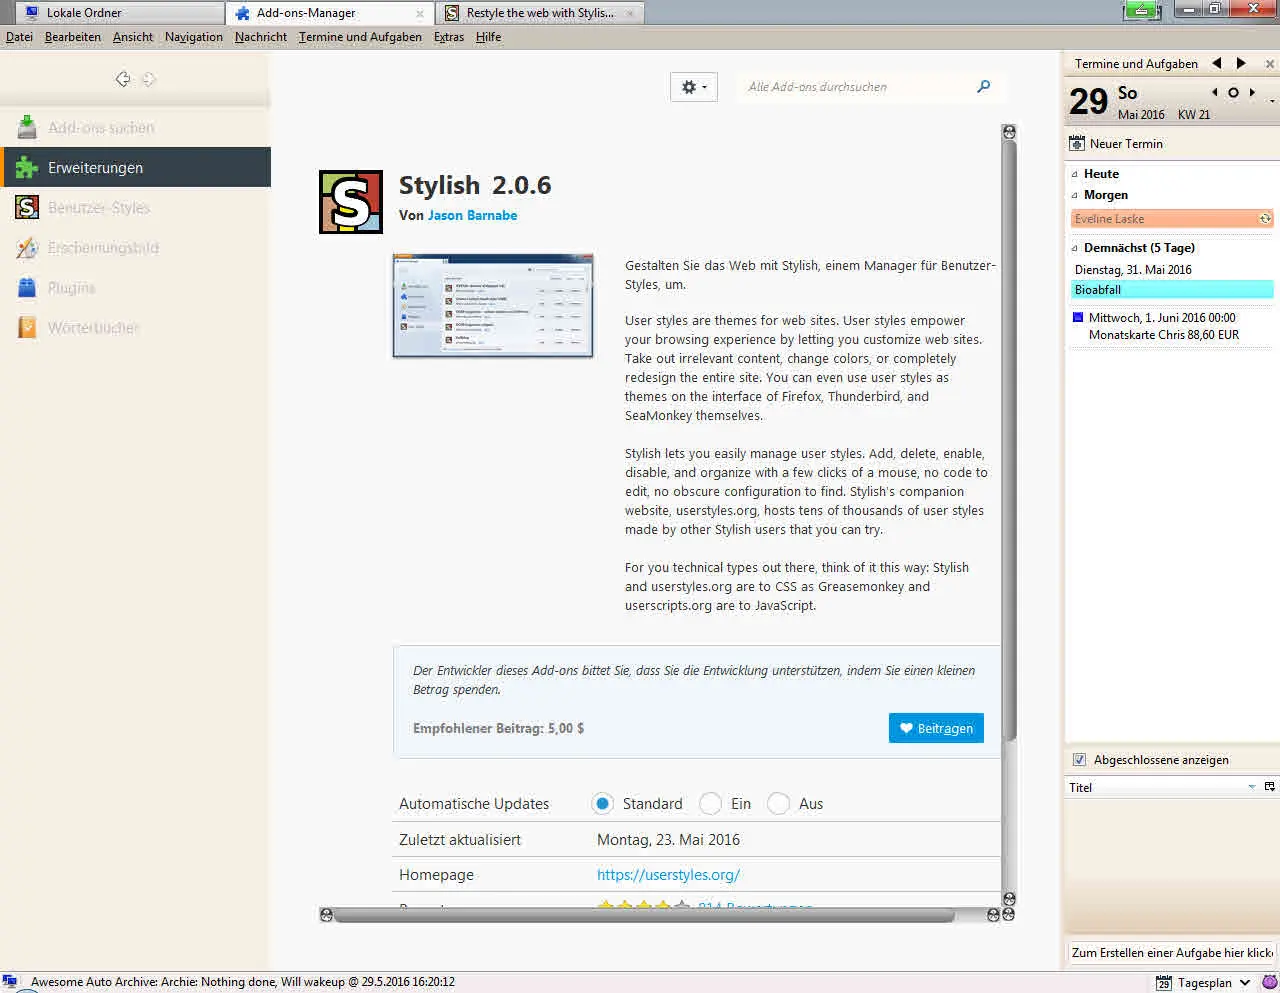 Lokale Ordner
Add-ons-Manager
Restyle the web with Stylis...
Datei Bearbeiten Ansicht Navigation Nachricht Termine und Aufgaben Extras Hilfe
Alle Add-ons durchsuchen
Add-ons suchen
Erweiterungen
Benutzer-Styles
Erscheinungsbild
Plugins
Wörterbücher
Stylish 2.0.6
Von Jason Barnabe
Gestalten Sie das Web mit Stylish, einem Manager für Benutzer-
Styles, um.
User styles are themes for web sites. User styles empower
your browsing experience by letting you customize web sites.
Take out irrelevant content, change colors, or completely
redesign the entire site. You can even use user styles as
themes on the interface of Firefox, Thunderbird, and
SeaMonkey themselves.
Stylish lets you easily manage user styles. Add, delete, enable,
disable, and organize with a few clicks of a mouse, no code to
edit, no obscure configuration to find. Stylish's companion
website, userstyles.org, hosts tens of thousands of user styles
made by other Stylish users that you can try.
For you technical types out there, think of it this way: Stylish
and userstyles.org are to CSS as Greasemonkey and
userscripts.org are to JavaScript.
Der Entwickler dieses Add-ons bittet Sie, dass Sie die Entwicklung unterstützen, indem Sie einen kleinen
Betrag spenden.
Empfohlener Beitrag: 5,00 $
Beitragen
Automatische Updates Standard Ein Aus
Zuletzt aktualisiert Montag, 23. Mai 2016
Homepage https://userstyles.org/
Termine und Aufgaben
29 So
Mai 2016 KW 21
Neuer Termin
Heute
Morgen
Eveline Laske
Demnächst (5 Tage)
Dienstag, 31. Mai 2016
Bioabfall
Mittwoch, 1. Juni 2016 00:00
Monatskarte Chris 88,60 EUR
Abgeschlossene anzeigen
Titel
Zum Erstellen einer Aufgabe hier klicke
Awesome Auto Archive: Archie: Nothing done, Will wakeup @ 29.5.2016 16:20:12
29 Tagesplan